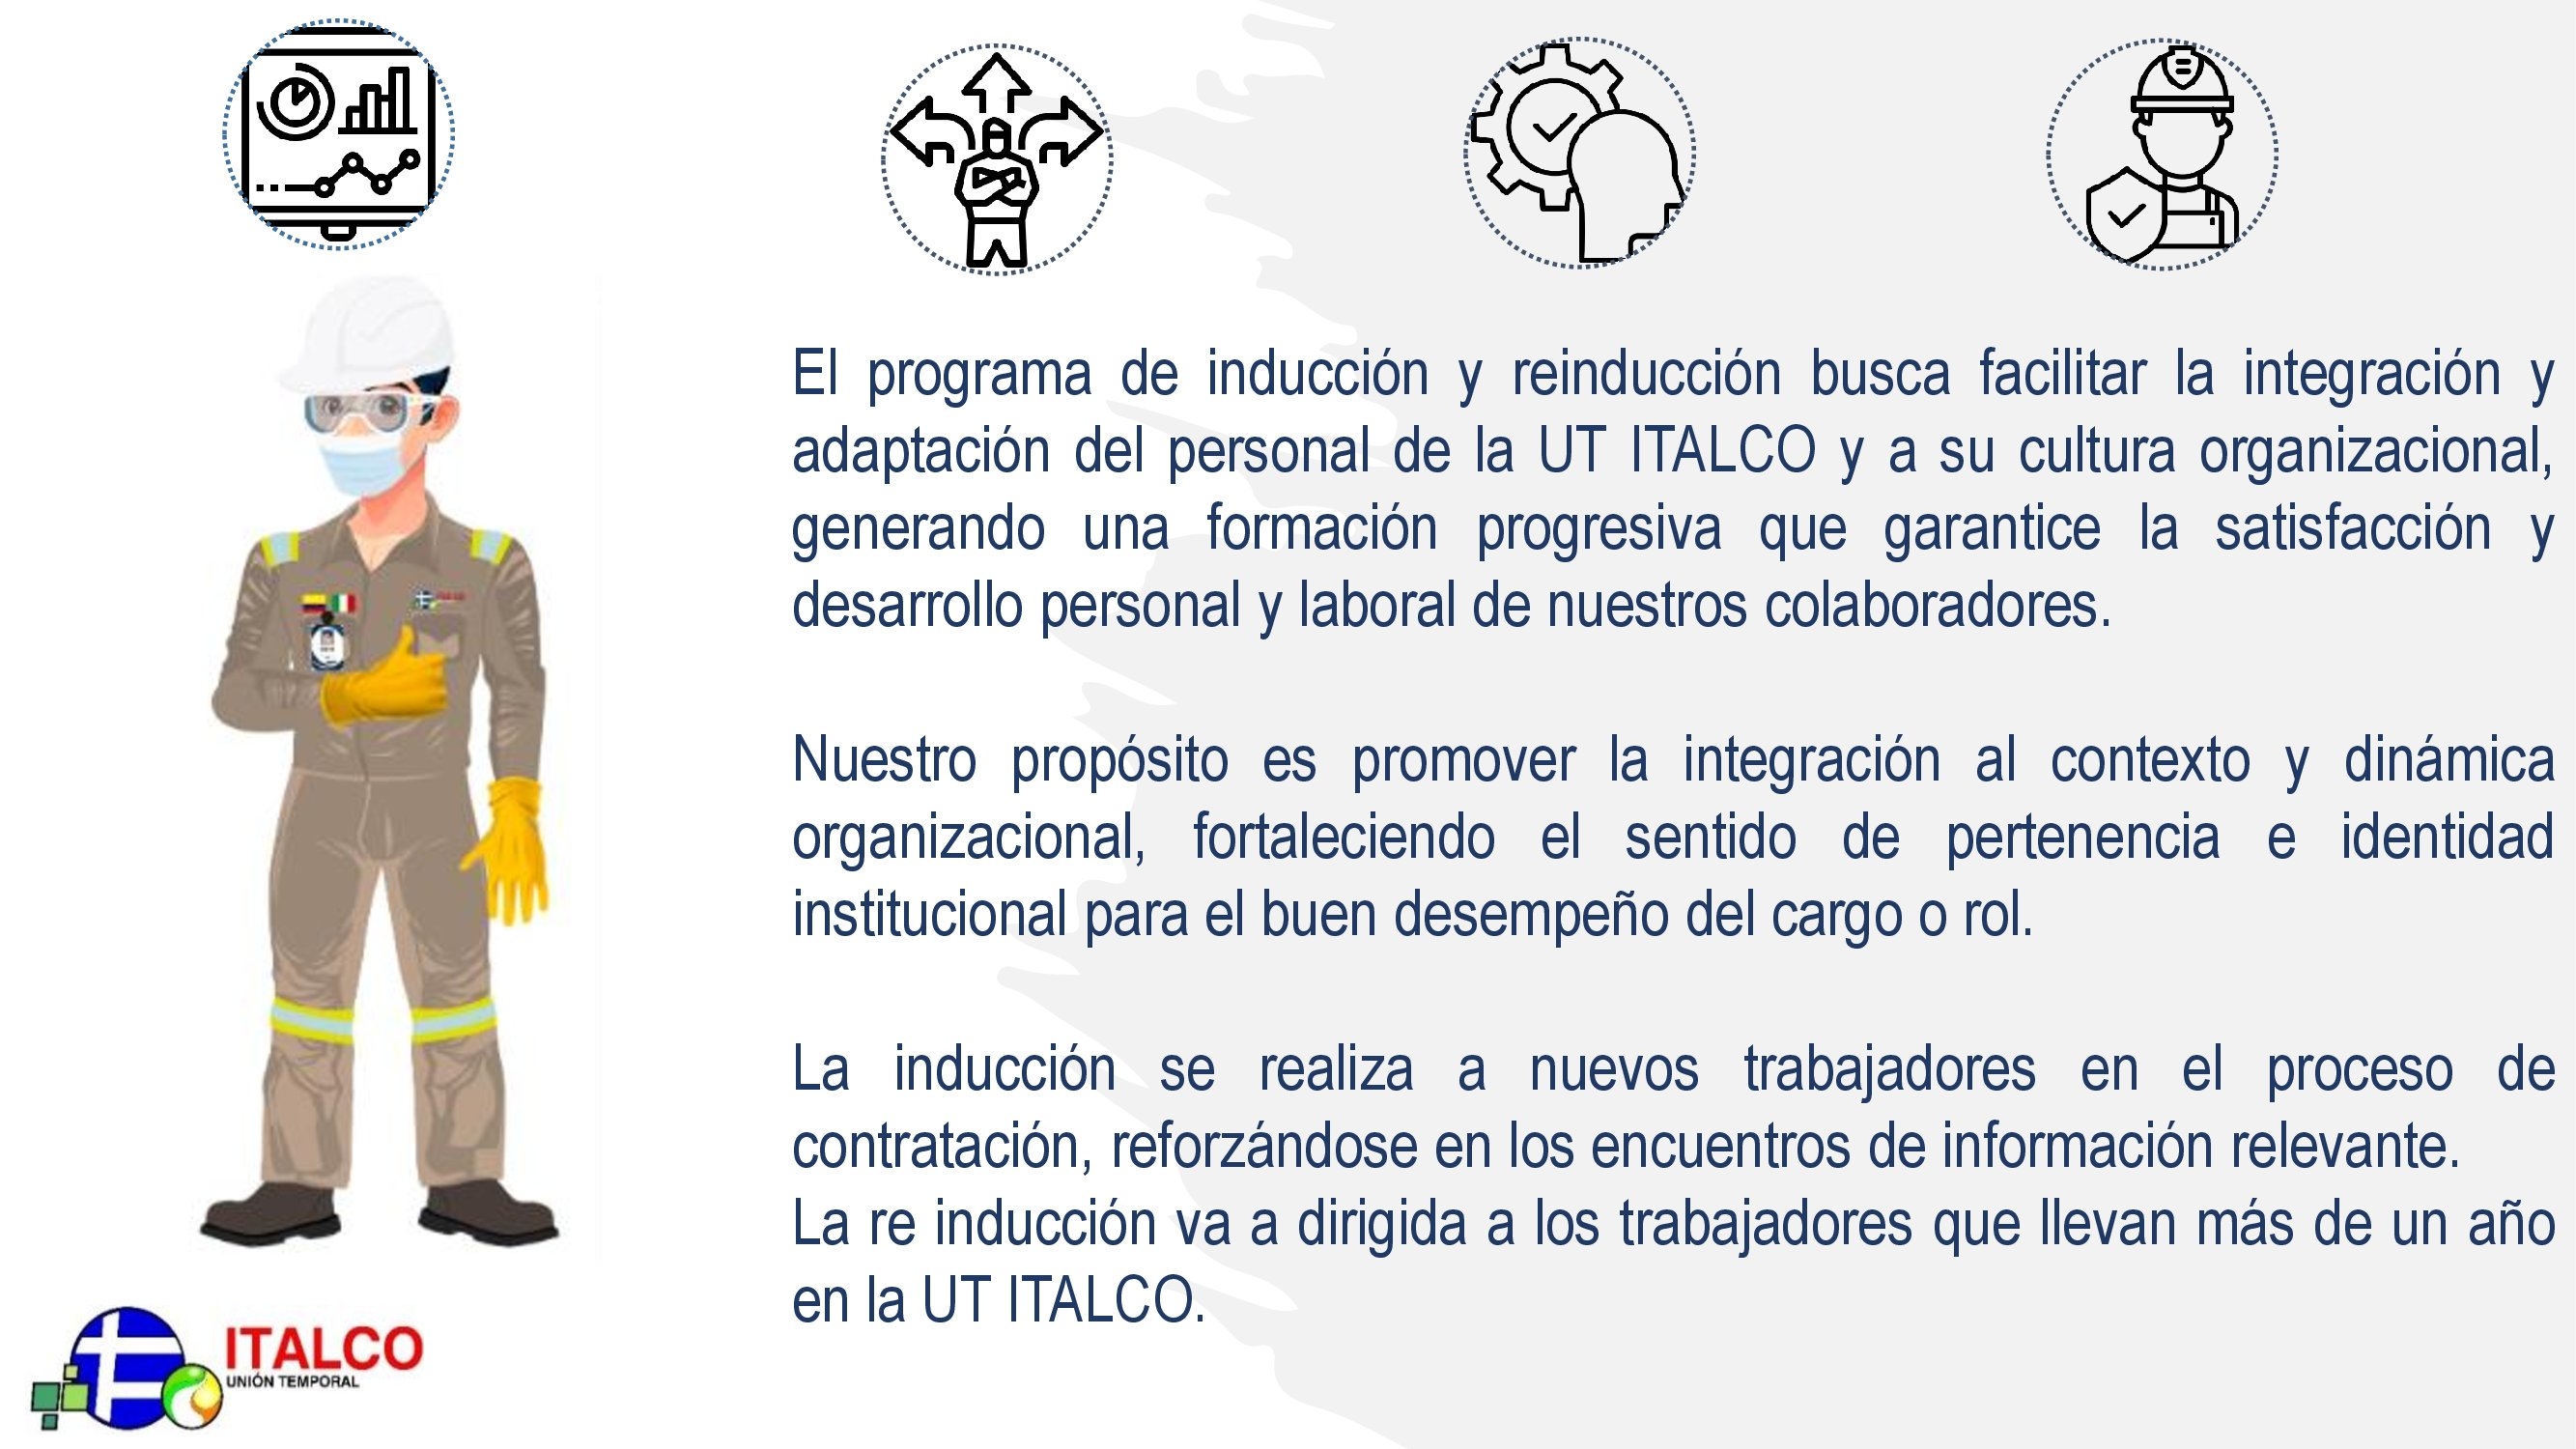 El programa de inducción y reinducción busca facilitar la integración y
adaptación del personal de la UT ITALCO y a su cultura organizacional,
generando una formación progresiva que garantice la satisfacción y
desarrollo personal y laboral de nuestros colaboradores.
Nuestro propósito es promover la integración al contexto y dinámica
organizacional, fortaleciendo el sentido de pertenencia e identidad
institucional para el buen desempeño del cargo o rol.
La inducción se realiza a nuevos trabajadores en el proceso de
contratación, reforzándose en los encuentros de información relevante.
La re inducción va a dirigida a los trabajadores que llevan más de un año
en la UT ITALCO.
ITALCO
UNIÓN TEMPORAL